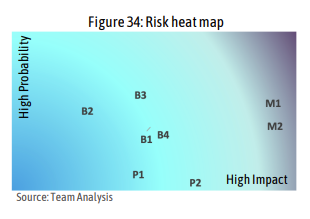 Figure 34: Risk heat map
High Probability
B3
M1
B2
M2
B4
B1
P1
High Impact
P2
Source: Team Analysis